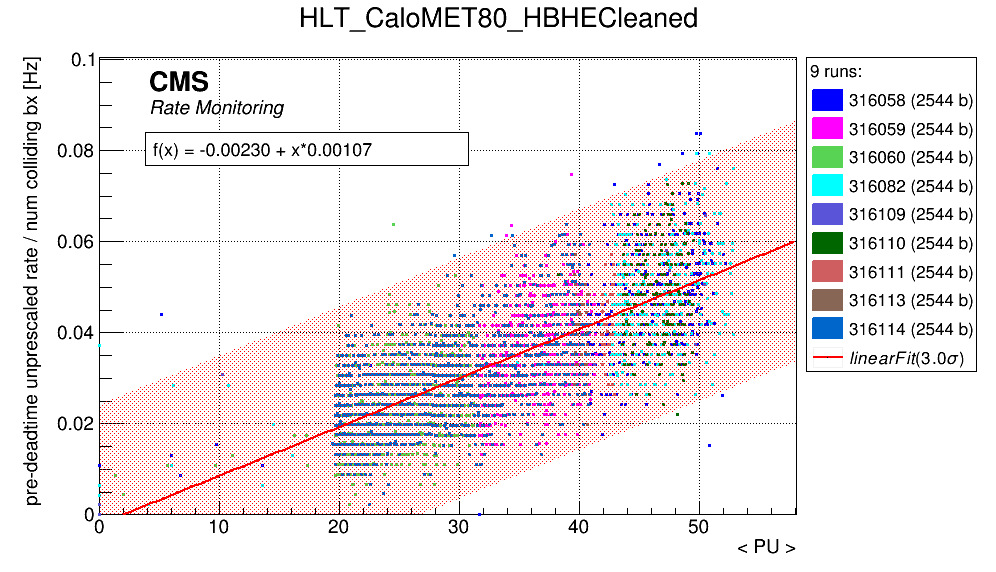 HLT_CaloMET80_HBHECleaned
pre-deadtime unprescaled rate / num colliding bx [Hz]
0.1
0.08
0.06
0.04
0.02
0
CMS
Rate Monitoring
f(x) = -0.00230 + x*0.00107
0 10 20 30 40 50
< PU >
9 runs:
316058 (2544 b)
316059 (2544 b)
316060 (2544 b)
316082 (2544 b)
316109 (2544 b)
316110 (2544 b)
316111 (2544 b)
316113 (2544 b)
316114 (2544 b)
linearFit(3.0σ)